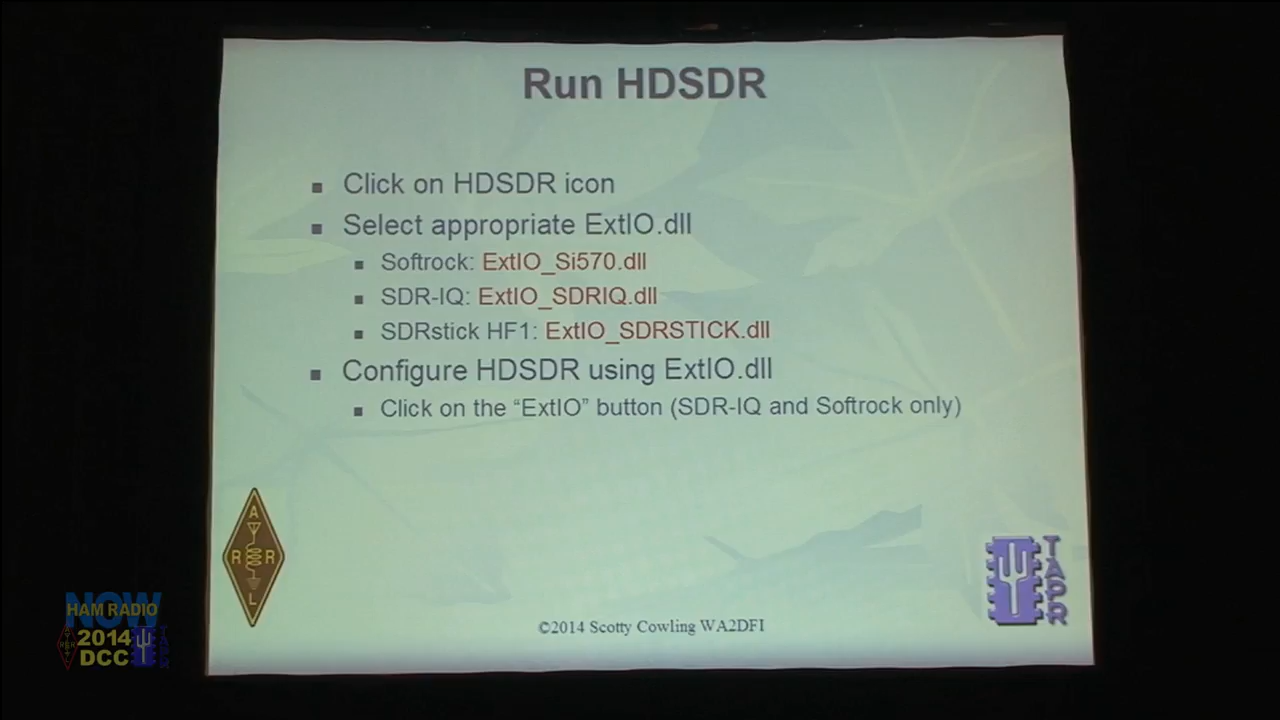 Run HDSDR
■ Click on HDSDR icon
■ Select appropriate ExtIO.dll
■ Softrock: ExtIO_Si570.dll
■ SDR-IQ: ExtIO_SDRIQ.dll
■ SDRstick HF1: ExtIO_SDRSTICK.dll
■ Configure HDSDR using ExtIO.dll
■ Click on the “ExtIO” button (SDR-IQ and Softrock only)
A
R R
L
TAPR
©2014 Scotty Cowling WA2DFI
NOW
HAM RADIO
2014
DCC
TAPR